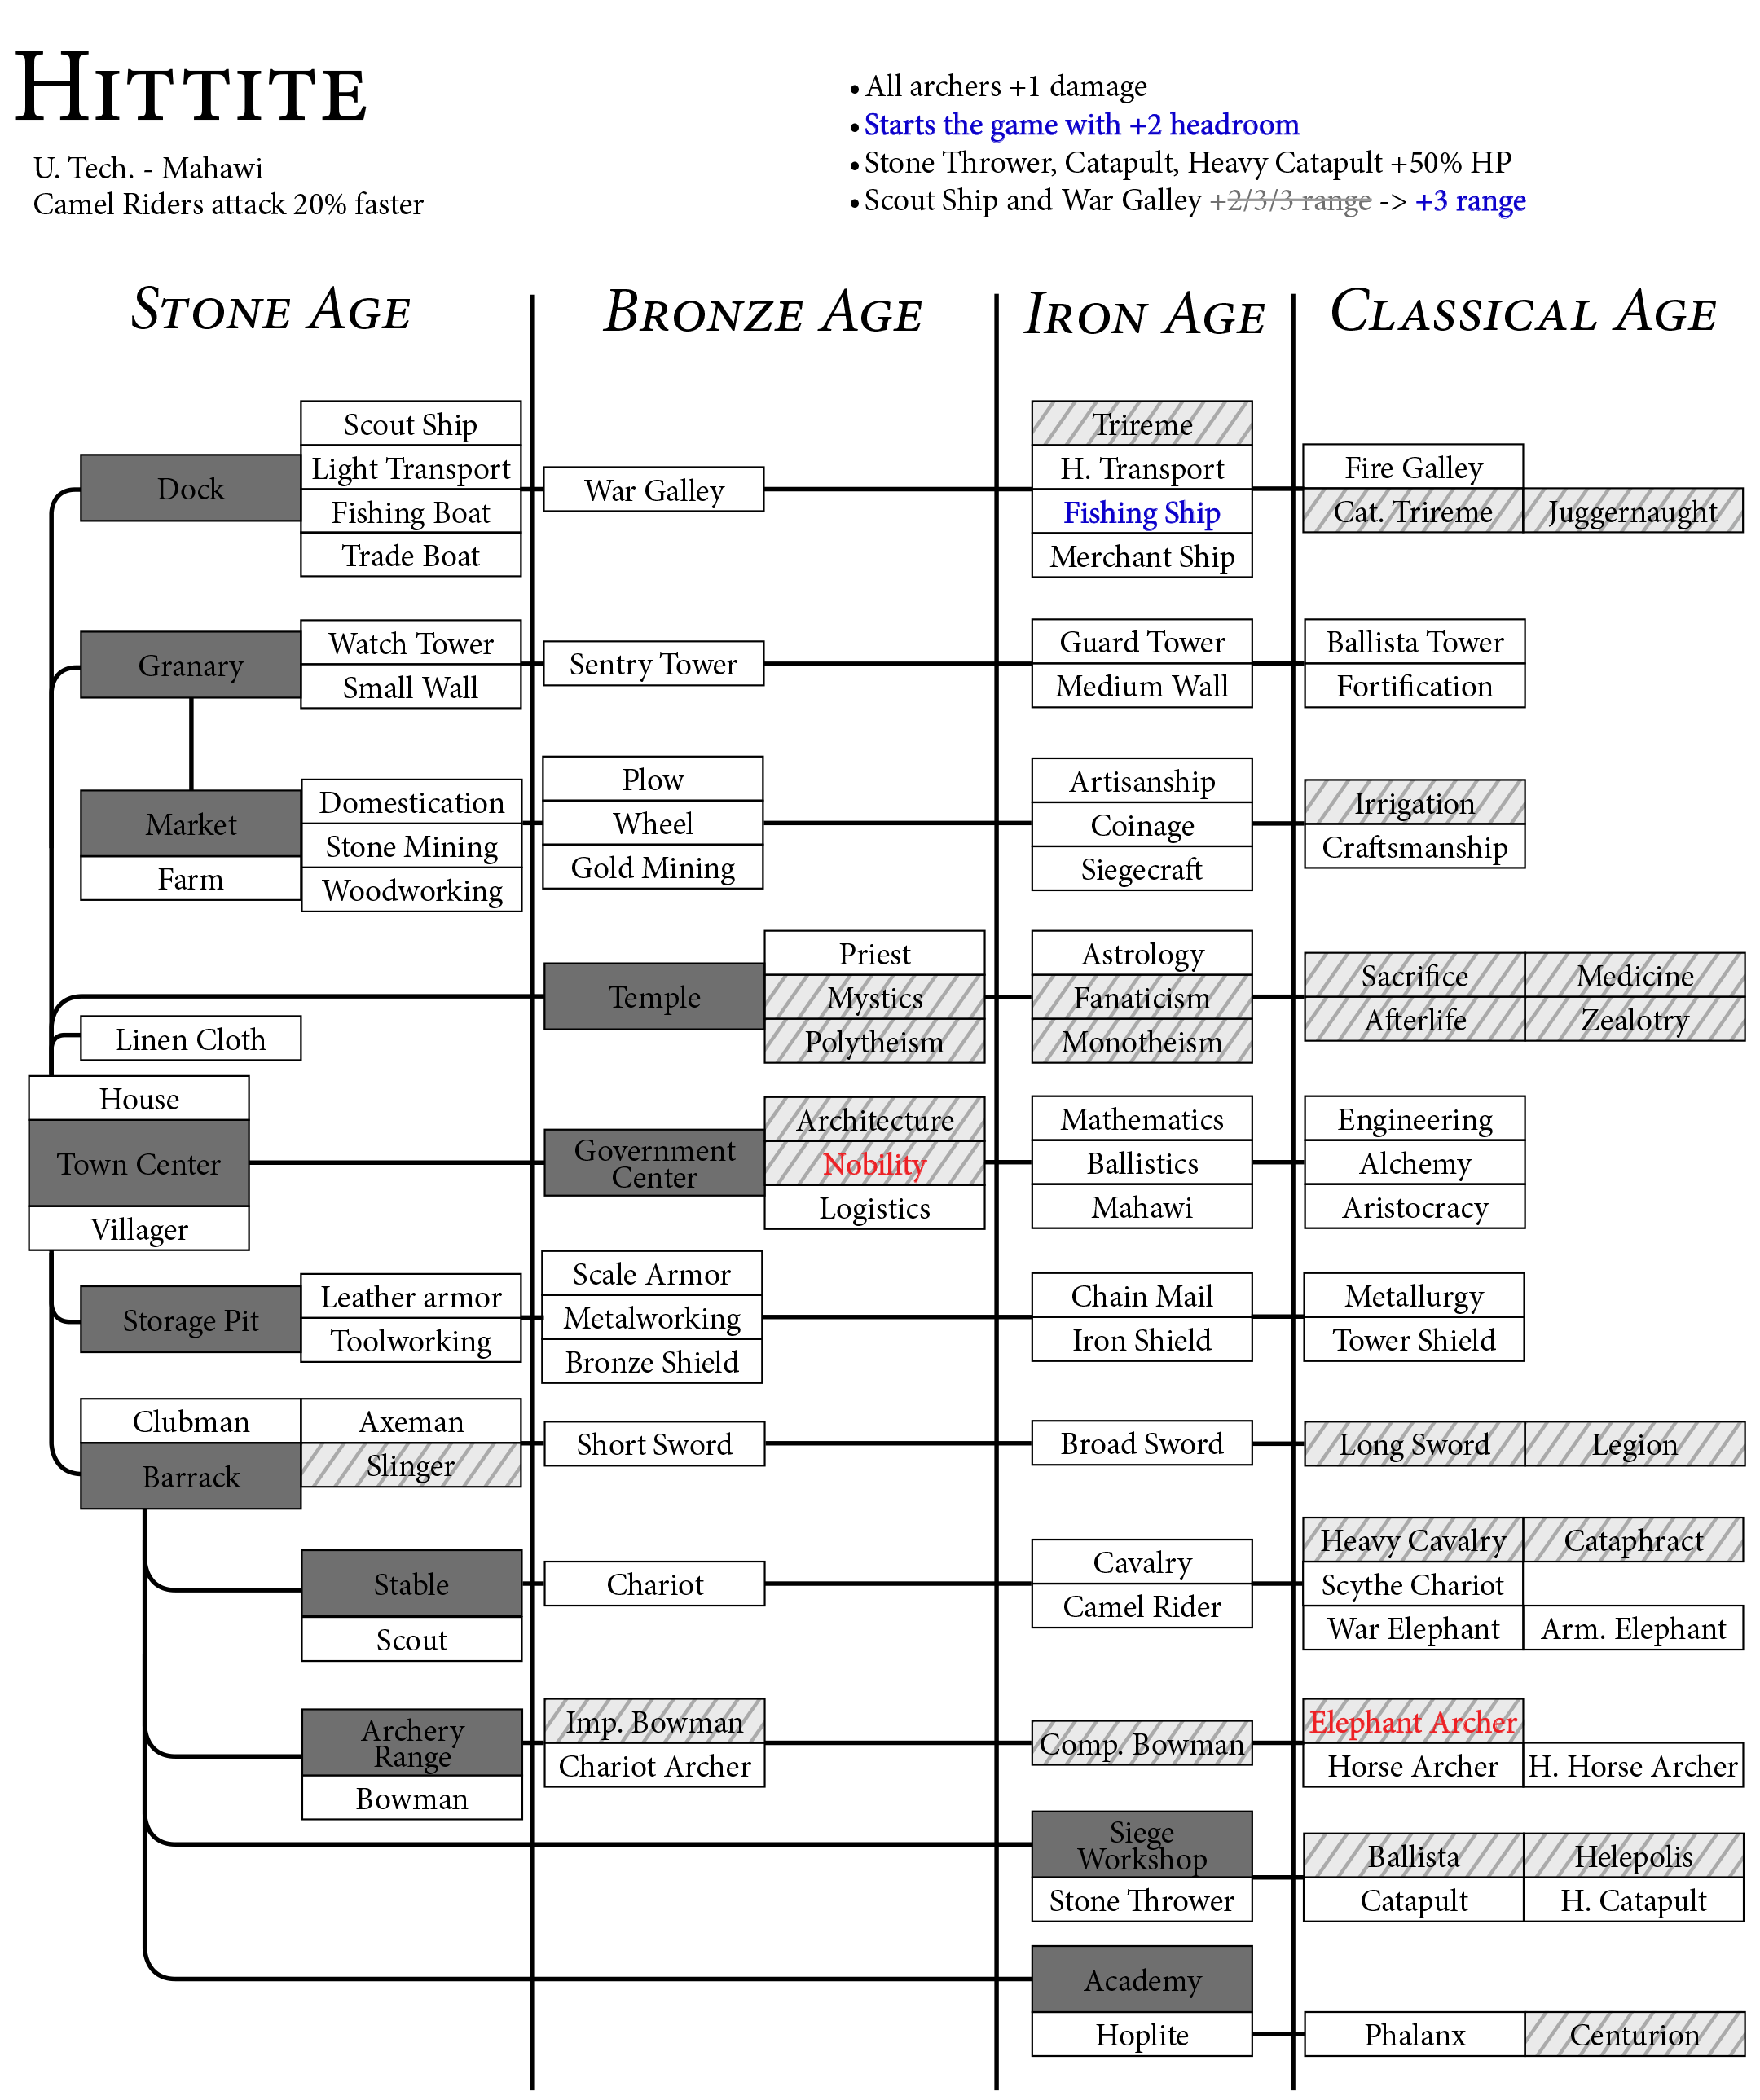 HITTITE
U. Tech. - Mahawi
Camel Riders attack 20% faster
• All archers +1 damage
• Starts the game with +2 headroom
• Stone Thrower, Catapult, Heavy Catapult +50% HP
• Scout Ship and War Galley +2/3/3 range -> +3 range
STONE AGE
BRONZE AGE
IRON AGE
CLASSICAL AGE
Dock
Scout Ship
Light Transport
Fishing Boat
Trade Boat
War Galley
Trireme
H. Transport
Fishing Ship
Merchant Ship
Fire Galley
Cat. Trireme
Juggernaught
Granary
Watch Tower
Small Wall
Sentry Tower
Guard Tower
Medium Wall
Ballista Tower
Fortification
Market
Farm
Domestication
Stone Mining
Woodworking
Plow
Wheel
Gold Mining
Artisanship
Coinage
Siegecraft
Irrigation
Craftsmanship
Temple
Priest
Mystics
Polytheism
Astrology
Fanaticism
Monotheism
Sacrifice
Medicine
Afterlife
Zealotry
Linen Cloth
House
Town Center
Villager
Government
Center
Architecture
Nobility
Logistics
Mathematics
Ballistics
Mahawi
Engineering
Alchemy
Aristocracy
Storage Pit
Leather armor
Toolworking
Scale Armor
Metalworking
Bronze Shield
Chain Mail
Iron Shield
Metallurgy
Tower Shield
Clubman
Barrack
Axeman
Slinger
Short Sword
Broad Sword
Long Sword
Legion
Stable
Scout
Chariot
Cavalry
Camel Rider
Heavy Cavalry
Cataphract
Scythe Chariot
War Elephant
Arm. Elephant
Archery
Range
Bowman
Imp. Bowman
Chariot Archer
Comp. Bowman
Elephant Archer
Horse Archer
H. Horse Archer
Siege
Workshop
Stone Thrower
Ballista
Helepolis
Catapult
H. Catapult
Academy
Hoplite
Phalanx
Centurion